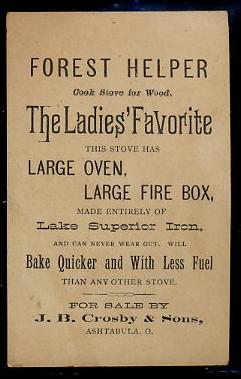 FOREST HELPER
Cook Stove for Wood,
The Ladies' Favorite
THIS STOVE HAS
LARGE OVEN,
LARGE FIRE BOX,
MADE ENTIRELY OF
Lake Superior Iron,
AND CAN NEVER WEAR OUT. WILL
Bake Quicker and With Less Fuel
THAN ANY OTHER STOVE.
FOR SALE BY
J. B. Crosby & Sons,
ASHTABULA, O.